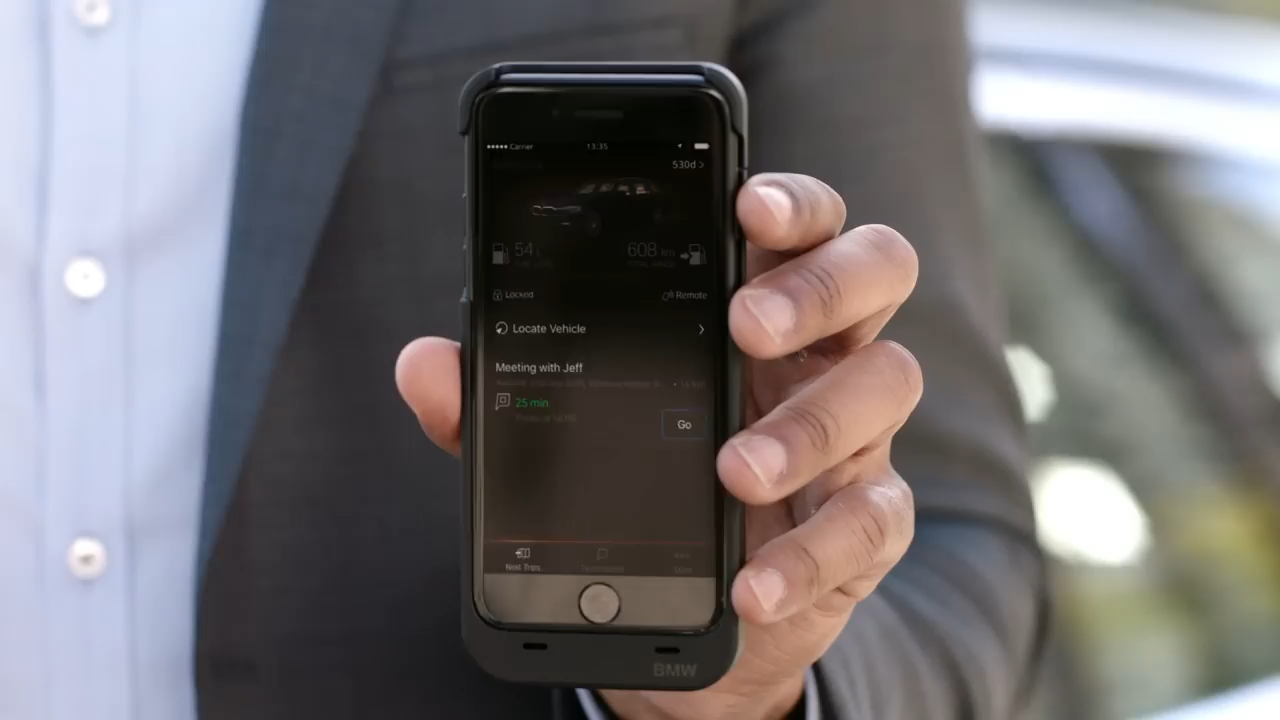 Carrier 13:35
530d >
54 L 608 km
Locked Remote
Locate Vehicle >
Meeting with Jeff
25 min
Go
Next Trips
BMW